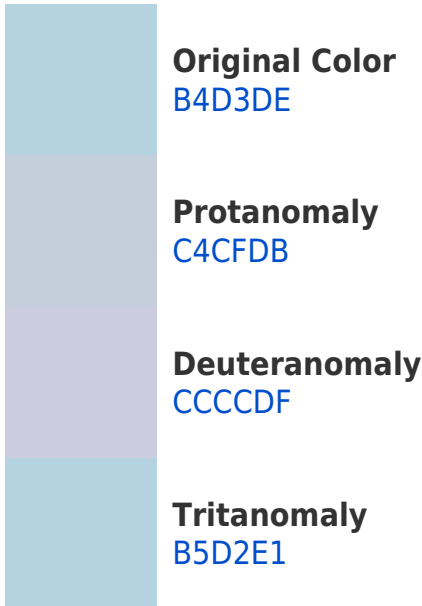 Original Color
B4D3DE
Protanomaly
C4CFDB
Deuteranomaly
CCCCDF
Tritanomaly
B5D2E1